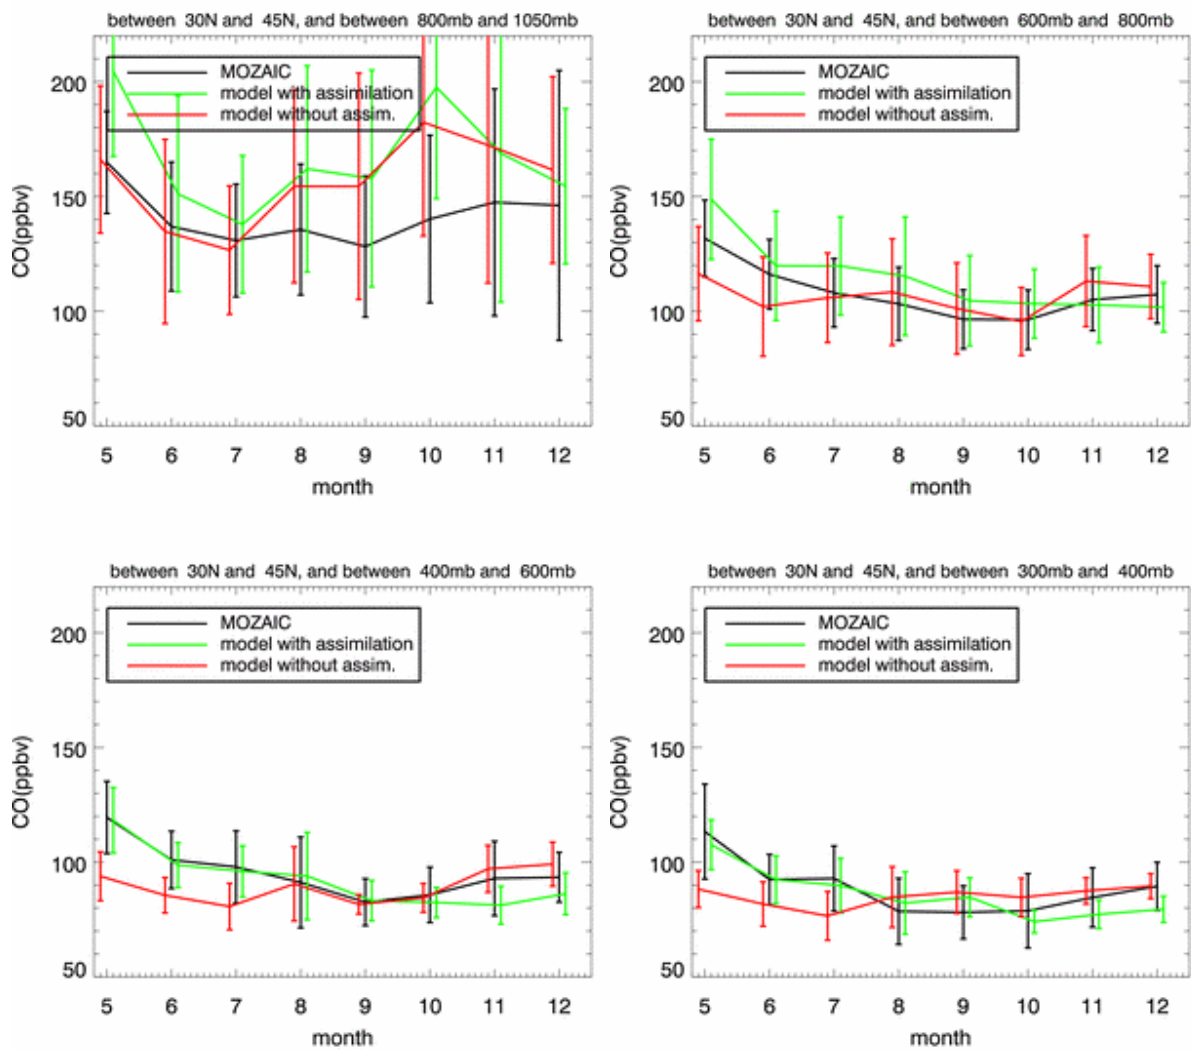 between 30N and 45N, and between 800mb and 1050mb
MOZAIC
model with assimilation
model without assim.
CO(ppbv)
200
150
100
50
5 6 7 8 9 10 11 12
month
between 30N and 45N, and between 600mb and 800mb
MOZAIC
model with assimilation
model without assim.
CO(ppbv)
200
150
100
50
5 6 7 8 9 10 11 12
month
between 30N and 45N, and between 400mb and 600mb
MOZAIC
model with assimilation
model without assim.
CO(ppbv)
200
150
100
50
5 6 7 8 9 10 11 12
month
between 30N and 45N, and between 300mb and 400mb
MOZAIC
model with assimilation
model without assim.
CO(ppbv)
200
150
100
50
5 6 7 8 9 10 11 12
month